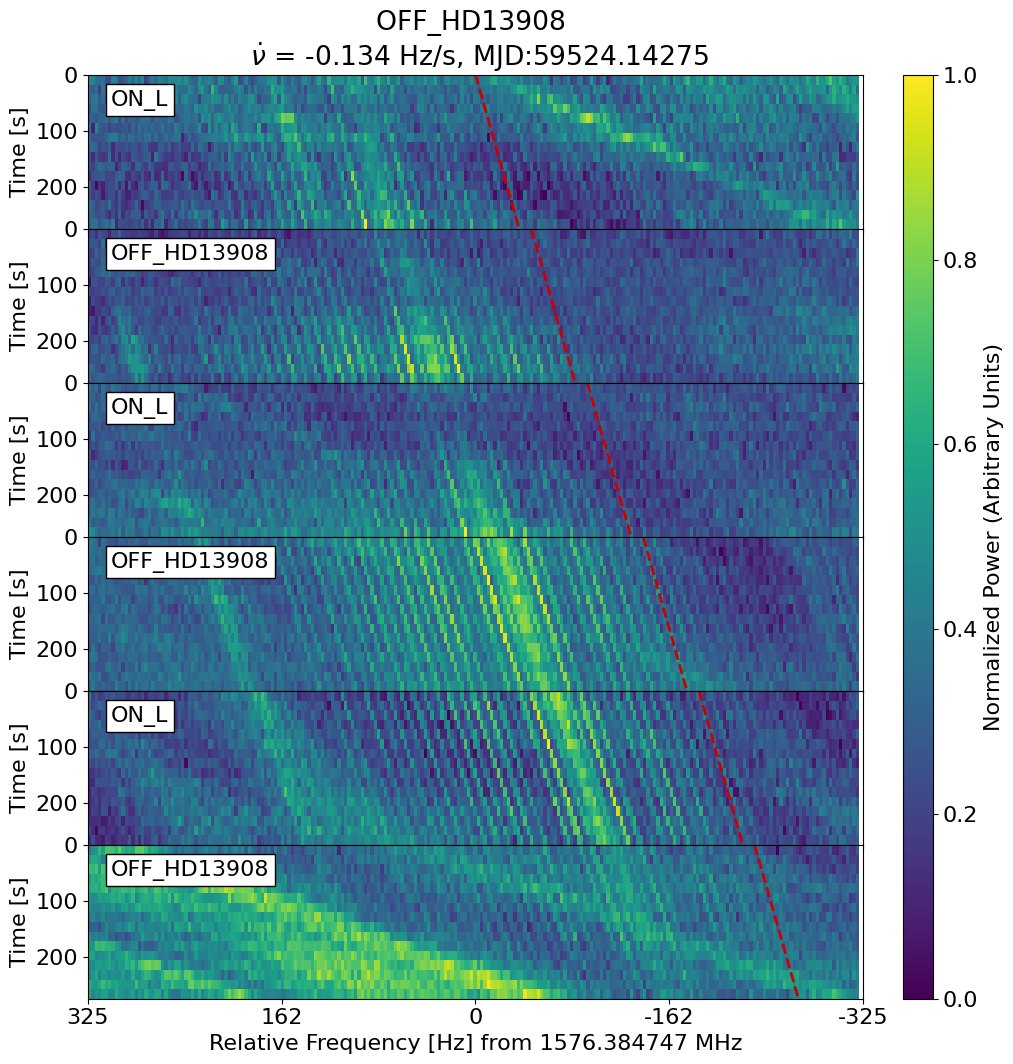 OFF_HD13908
ν̇ = -0.134 Hz/s, MJD:59524.14275
ON_L
OFF_HD13908
ON_L
OFF_HD13908
ON_L
OFF_HD13908
Time [s]
0
100
200
Time [s]
0
100
200
Time [s]
0
100
200
Time [s]
0
100
200
Time [s]
0
100
200
Time [s]
0
100
200
325
162
0
-162
-325
Relative Frequency [Hz] from 1576.384747 MHz
1.0
0.8
0.6
0.4
0.2
0.0
Normalized Power (Arbitrary Units)